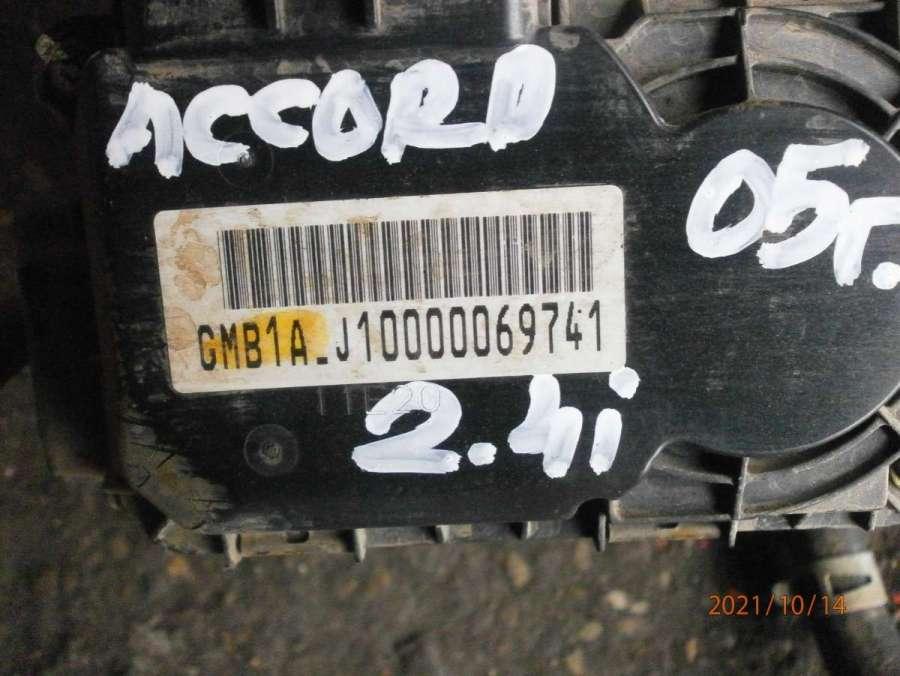 ACCORD
05г.
GMB1A_J10000069741
2.4i
2021/10/14